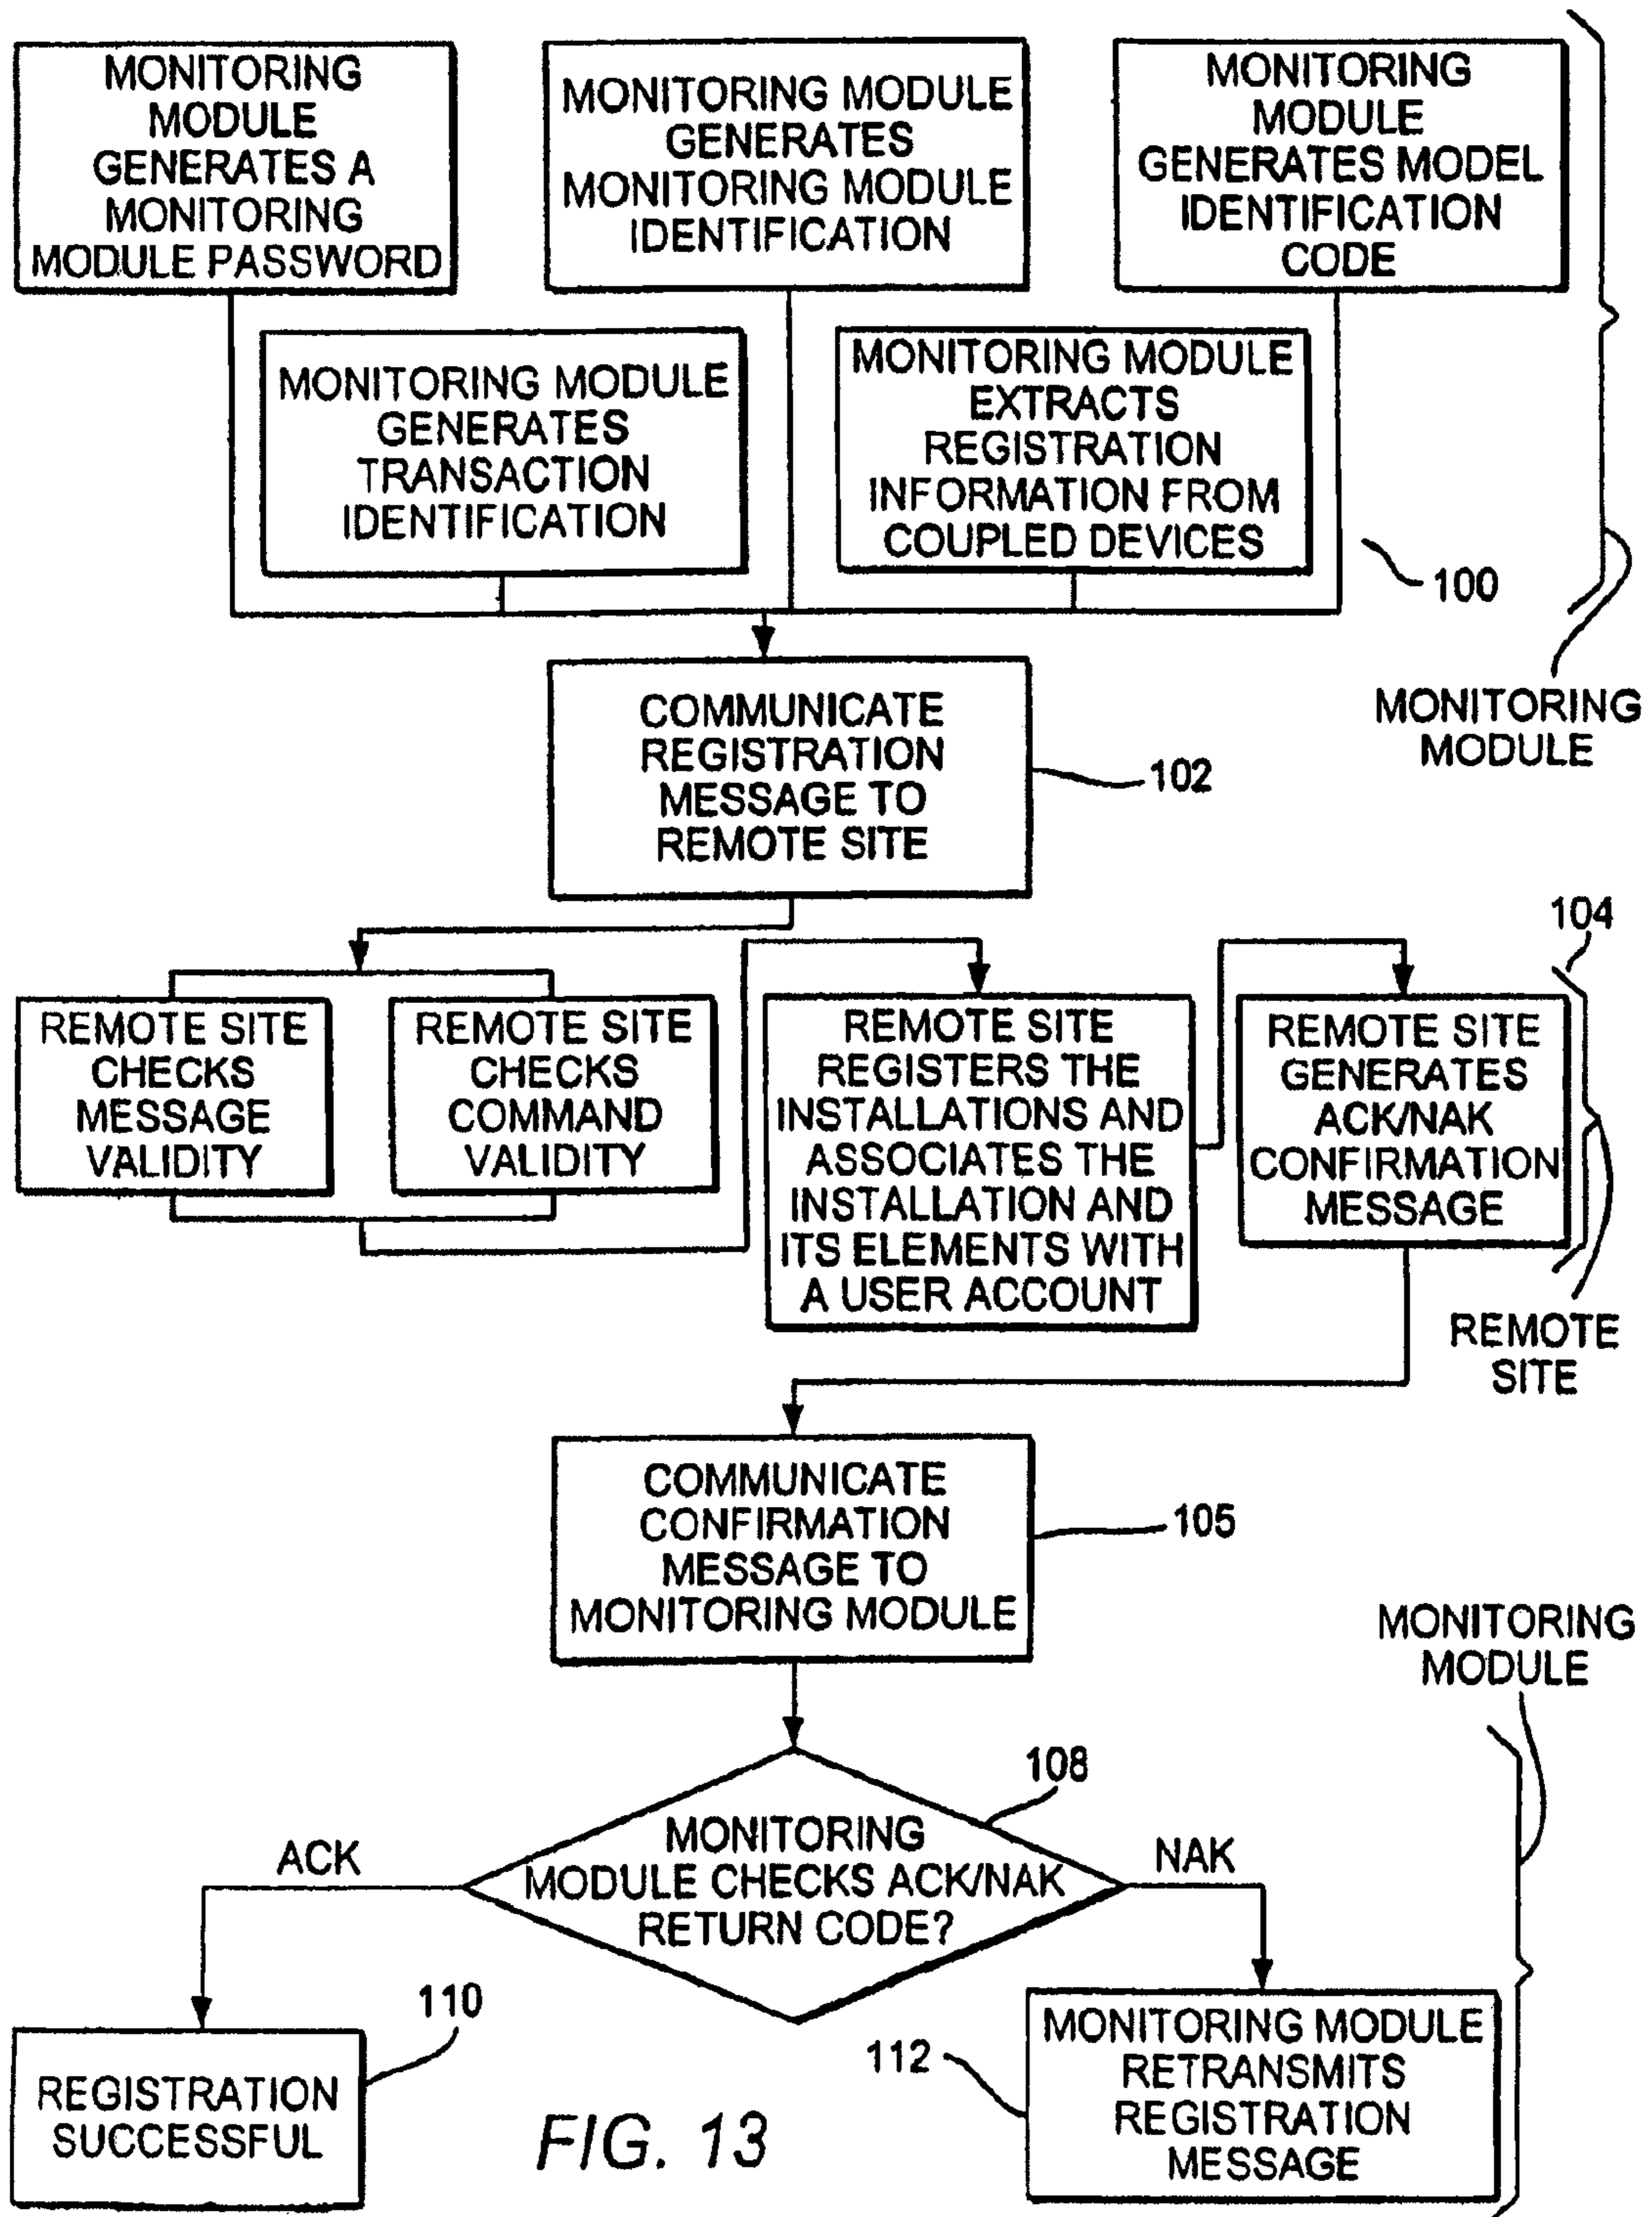 MONITORING
MODULE
GENERATES A
MONITORING
MODULE PASSWORD
MONITORING MODULE
GENERATES
MONITORING MODULE
IDENTIFICATION
MONITORING
MODULE
GENERATES MODEL
IDENTIFICATION
CODE
MONITORING MODULE
GENERATES
TRANSACTION
IDENTIFICATION
MONITORING MODULE
EXTRACTS
REGISTRATION
INFORMATION FROM
COUPLED DEVICES
100
MONITORING
MODULE
COMMUNICATE
REGISTRATION
MESSAGE TO
REMOTE SITE
102
104
REMOTE SITE
CHECKS
MESSAGE
VALIDITY
REMOTE SITE
CHECKS
COMMAND
VALIDITY
REMOTE SITE
REGISTERS THE
INSTALLATIONS AND
ASSOCIATES THE
INSTALLATION AND
ITS ELEMENTS WITH
A USER ACCOUNT
REMOTE SITE
GENERATES
ACK/NAK
CONFIRMATION
MESSAGE
REMOTE
SITE
COMMUNICATE
CONFIRMATION
MESSAGE TO
MONITORING MODULE
105
MONITORING
MODULE
108
MONITORING
MODULE CHECKS ACK/NAK
RETURN CODE?
ACK
NAK
110
REGISTRATION
SUCCESSFUL
112
MONITORING MODULE
RETRANSMITS
REGISTRATION
MESSAGE
FIG. 13